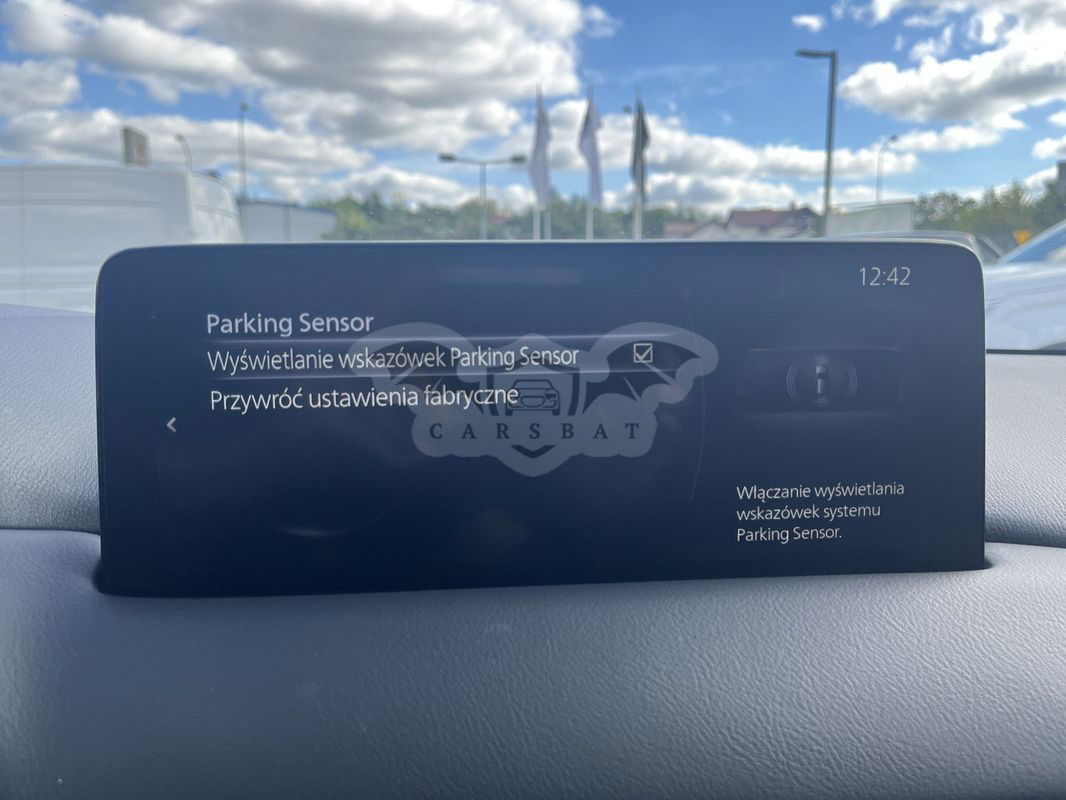 12:42
Parking Sensor
Wyświetlanie wskazówek Parking Sensor
Przywróć ustawienia fabryczne
CARSBAT
Włączanie wyświetlania
wskazówek systemu
Parking Sensor.